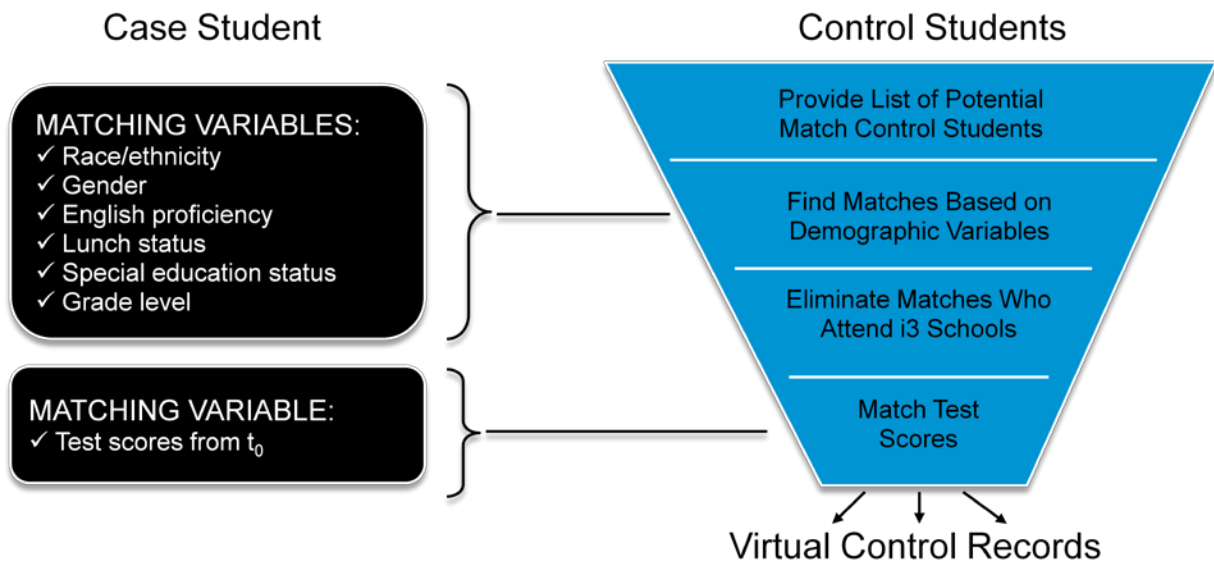 Case Student
MATCHING VARIABLES:
✓ Race/ethnicity
✓ Gender
✓ English proficiency
✓ Lunch status
✓ Special education status
✓ Grade level
MATCHING VARIABLE:
✓ Test scores from t₀
Control Students
Provide List of Potential
Match Control Students
Find Matches Based on
Demographic Variables
Eliminate Matches Who
Attend i3 Schools
Match Test
Scores
Virtual Control Records